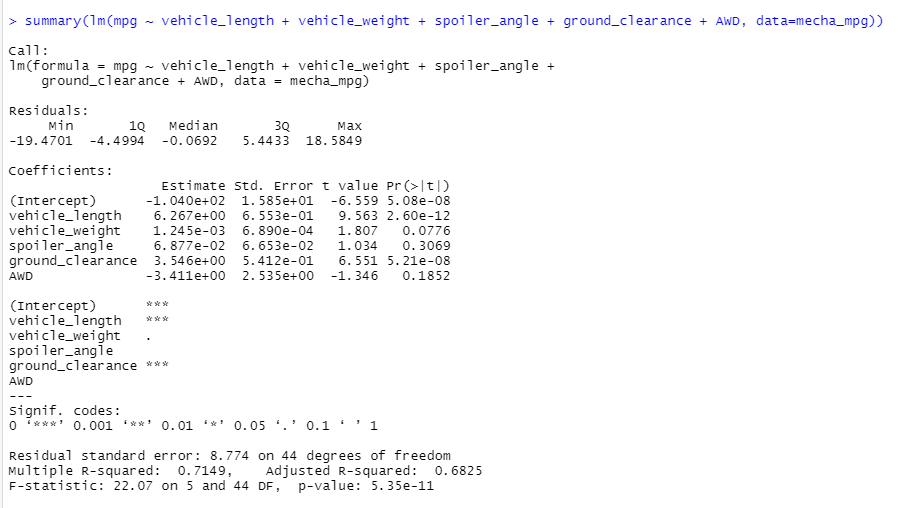 > summary(lm(mpg ~ vehicle_length + vehicle_weight + spoiler_angle + ground_clearance + AWD, data=mecha_mpg))
Call:
lm(formula = mpg ~ vehicle_length + vehicle_weight + spoiler_angle +
    ground_clearance + AWD, data = mecha_mpg)
Residuals:
     Min       1Q   Median       3Q      Max
-19.4701  -4.4994  -0.0692   5.4433  18.5849
Coefficients:
                   Estimate Std. Error t value Pr(>|t|)
(Intercept)      -1.040e+02  1.585e+01  -6.559 5.08e-08
vehicle_length    6.267e+00  6.553e-01   9.563 2.60e-12
vehicle_weight    1.245e-03  6.890e-04   1.807   0.0776
spoiler_angle     6.877e-02  6.653e-02   1.034   0.3069
ground_clearance  3.546e+00  5.412e-01   6.551 5.21e-08
AWD              -3.411e+00  2.535e+00  -1.346   0.1852
(Intercept)      ***
vehicle_length   ***
vehicle_weight   .
spoiler_angle
ground_clearance ***
AWD
---
Signif. codes:
0 ‘***’ 0.001 ‘**’ 0.01 ‘*’ 0.05 ‘.’ 0.1 ‘ ’ 1
Residual standard error: 8.774 on 44 degrees of freedom
Multiple R-squared:  0.7149,    Adjusted R-squared:  0.6825
F-statistic: 22.07 on 5 and 44 DF,  p-value: 5.35e-11